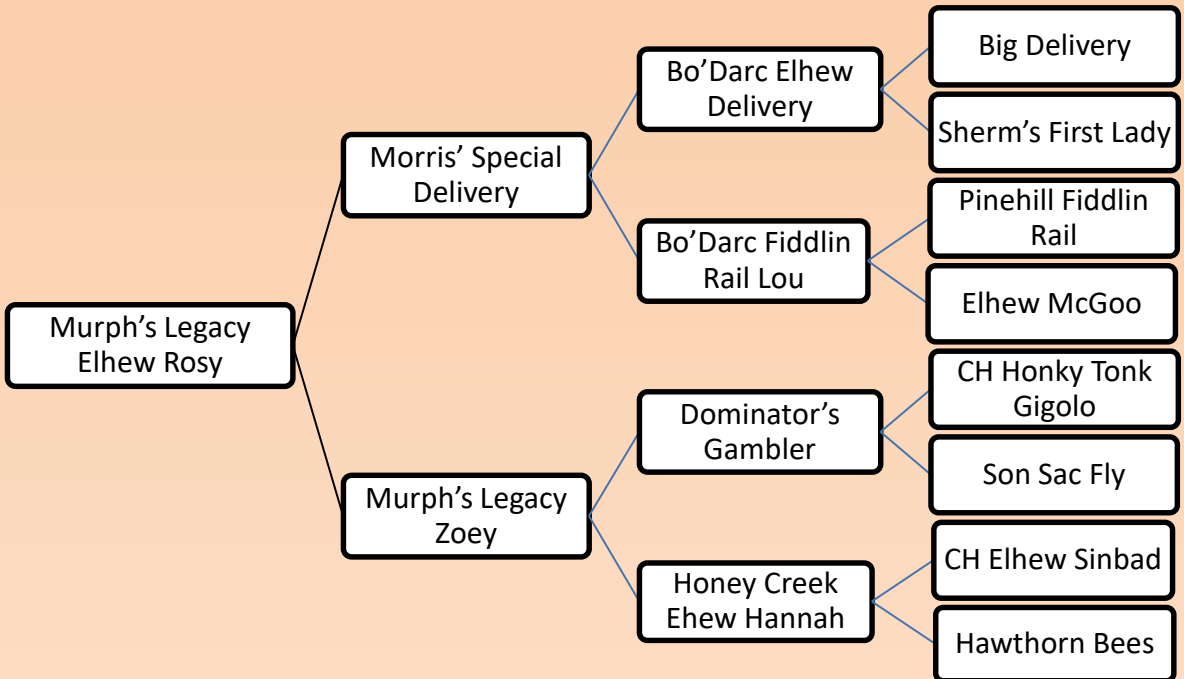 Big Delivery
Bo’Darc Elhew
Delivery
Sherm’s First Lady
Morris’ Special
Delivery
Pinehill Fiddlin
Rail
Bo’Darc Fiddlin
Rail Lou
Elhew McGoo
Murph’s Legacy
Elhew Rosy
CH Honky Tonk
Gigolo
Dominator’s
Gambler
Son Sac Fly
Murph’s Legacy
Zoey
CH Elhew Sinbad
Honey Creek
Ehew Hannah
Hawthorn Bees